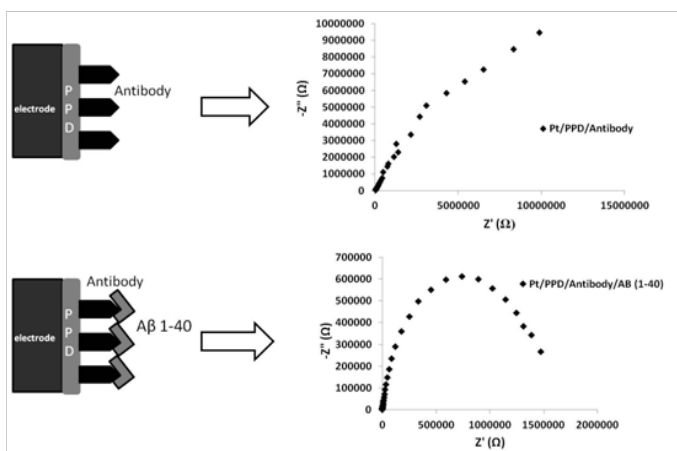 electrode
P
P
D
Antibody
10000000
9000000
8000000
7000000
6000000
5000000
4000000
3000000
2000000
1000000
0
-Z" (Ω)
◆ Pt/PPD/Antibody
0
5000000
10000000
15000000
Z' (Ω)
electrode
P
P
D
Antibody
Aβ 1-40
700000
600000
500000
400000
300000
200000
100000
0
-Z" (Ω)
◆ Pt/PPD/Antibody/AB (1-40)
0
500000
1000000
1500000
2000000
Z' (Ω)